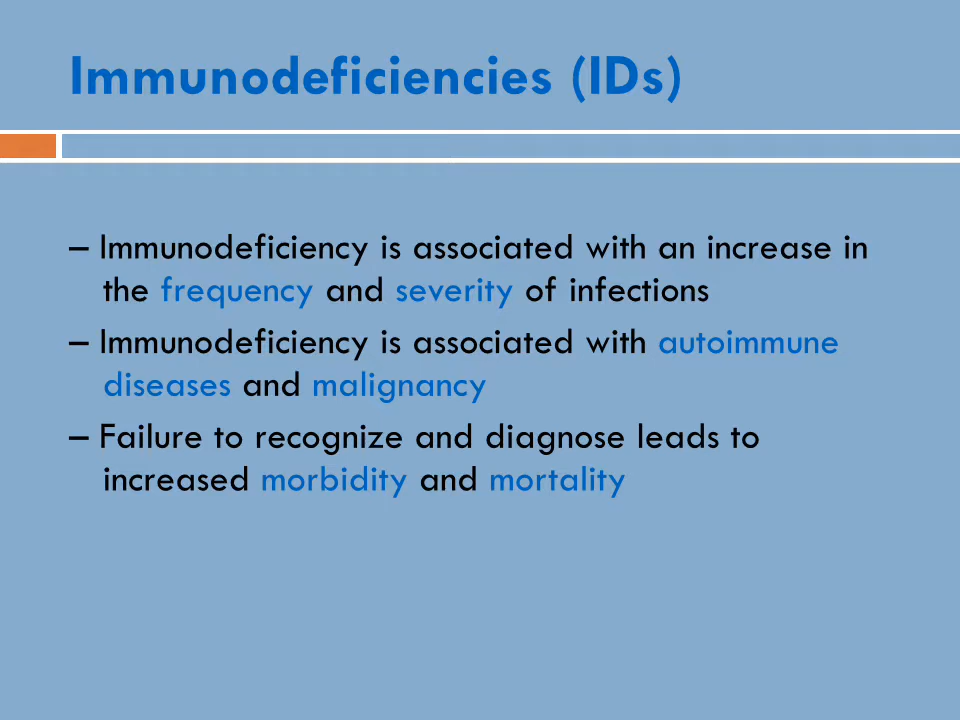 Immunodeficiencies (IDs)
– Immunodeficiency is associated with an increase in
the frequency and severity of infections
– Immunodeficiency is associated with autoimmune
diseases and malignancy
– Failure to recognize and diagnose leads to
increased morbidity and mortality